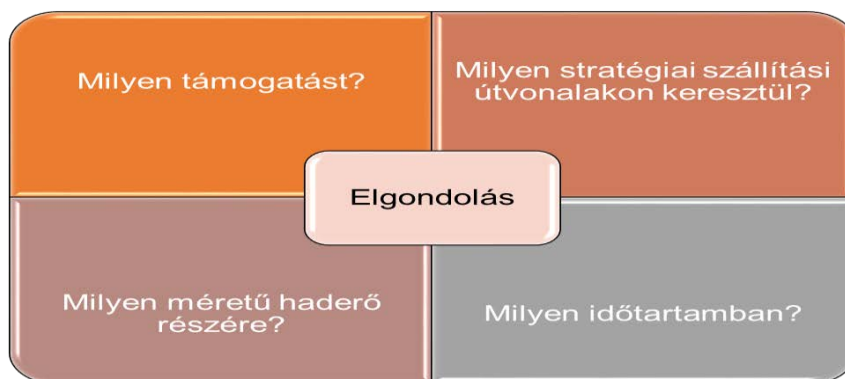 Milyen támogatást?
Milyen stratégiai szállítási
útvonalakon keresztül?
Elgondolás
Milyen méretű haderő
részére?
Milyen időtartamban?